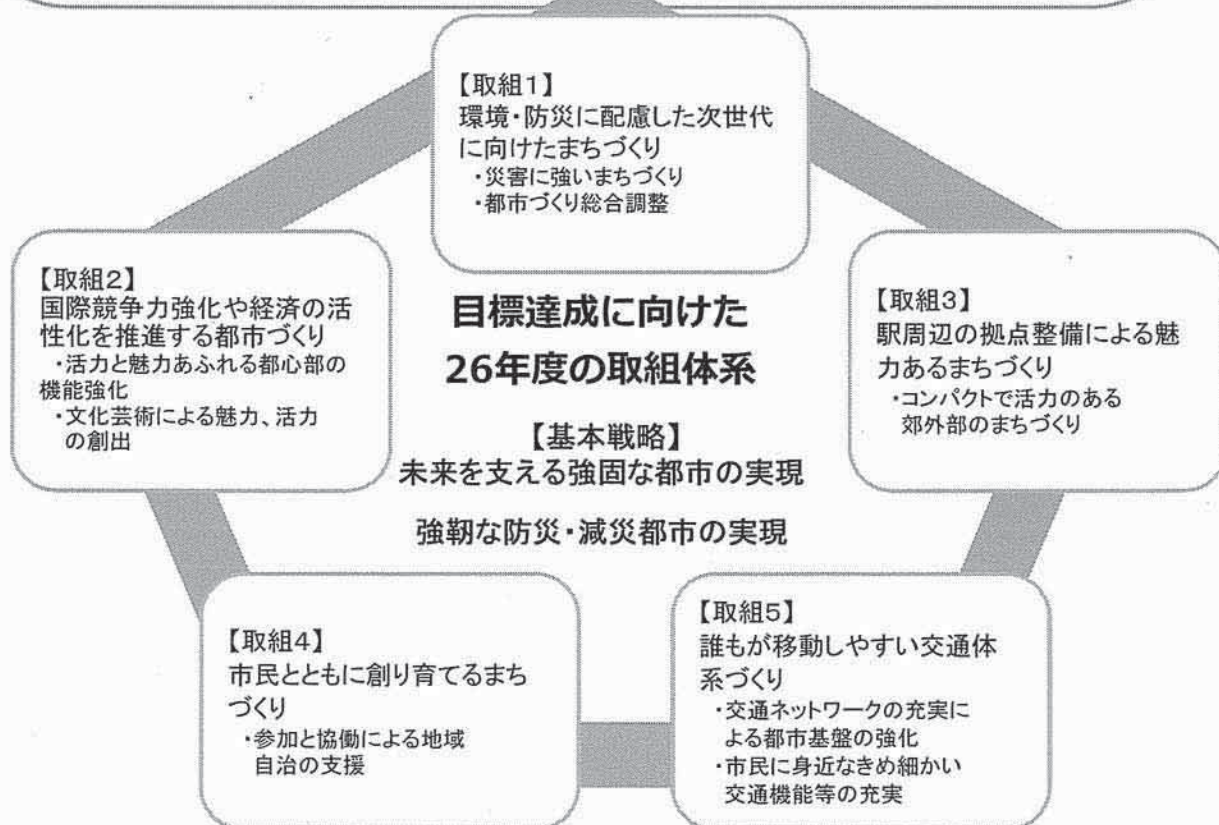 【取組1】
環境・防災に配慮した次世代
に向けたまちづくり
・災害に強いまちづくり
・都市づくり総合調整
【取組2】
国際競争力強化や経済の活
性化を推進する都市づくり
・活力と魅力あふれる都心部の
機能強化
・文化芸術による魅力、活力
の創出
目標達成に向けた
26年度の取組体系
【基本戦略】
未来を支える強固な都市の実現
強靭な防災・減災都市の実現
【取組3】
駅周辺の拠点整備による魅
力あるまちづくり
・コンパクトで活力のある
郊外部のまちづくり
【取組4】
市民とともに創り育てるまち
づくり
・参加と協働による地域
自治の支援
【取組5】
誰もが移動しやすい交通体
系づくり
・交通ネットワークの充実に
よる都市基盤の強化
・市民に身近なきめ細かい
交通機能等の充実